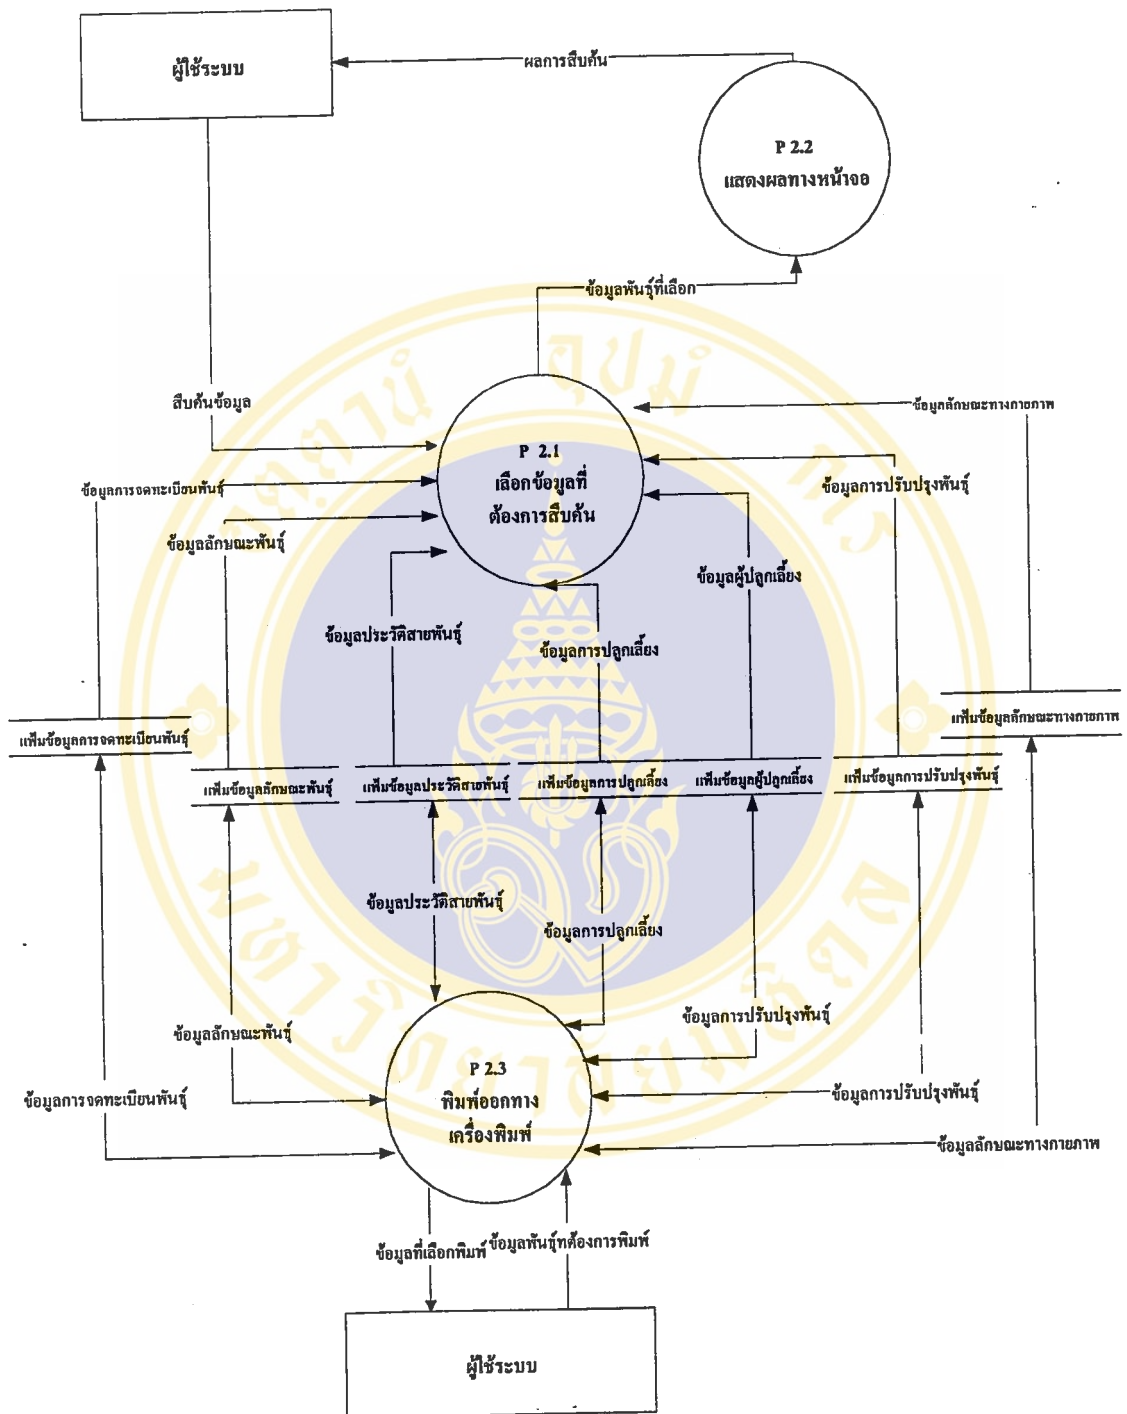 ผู้ใช้ระบบ
ผลการสืบค้น
P 2.2
แสดงผลทางหน้าจอ
ข้อมูลพันธุ์ที่เลือก
สืบค้นข้อมูล
ข้อมูลลักษณะทางกายภาพ
P 2.1
เลือกข้อมูลที่
ต้องการสืบค้น
ข้อมูลการจดทะเบียนพันธุ์
ข้อมูลการปรับปรุงพันธุ์
ข้อมูลลักษณะพันธุ์
ข้อมูลผู้ปลูกเลี้ยง
ข้อมูลประวัติสายพันธุ์
ข้อมูลการปลูกเลี้ยง
แฟ้มข้อมูลการจดทะเบียนพันธุ์
แฟ้มข้อมูลลักษณะทางกายภาพ
แฟ้มข้อมูลลักษณะพันธุ์
แฟ้มข้อมูลประวัติสายพันธุ์
แฟ้มข้อมูลการปลูกเลี้ยง
แฟ้มข้อมูลผู้ปลูกเลี้ยง
แฟ้มข้อมูลการปรับปรุงพันธุ์
ข้อมูลประวัติสายพันธุ์
ข้อมูลการปลูกเลี้ยง
ข้อมูลการปรับปรุงพันธุ์
ข้อมูลลักษณะพันธุ์
P 2.3
พิมพ์ออกทาง
เครื่องพิมพ์
ข้อมูลการจดทะเบียนพันธุ์
ข้อมูลการปรับปรุงพันธุ์
ข้อมูลลักษณะทางกายภาพ
ข้อมูลที่เลือกพิมพ์
ข้อมูลพันธุ์ทต้องการพิมพ์
ผู้ใช้ระบบ
อตฺตานํ อุปมํ กเร
มหาวิทยาลัยมหิดล